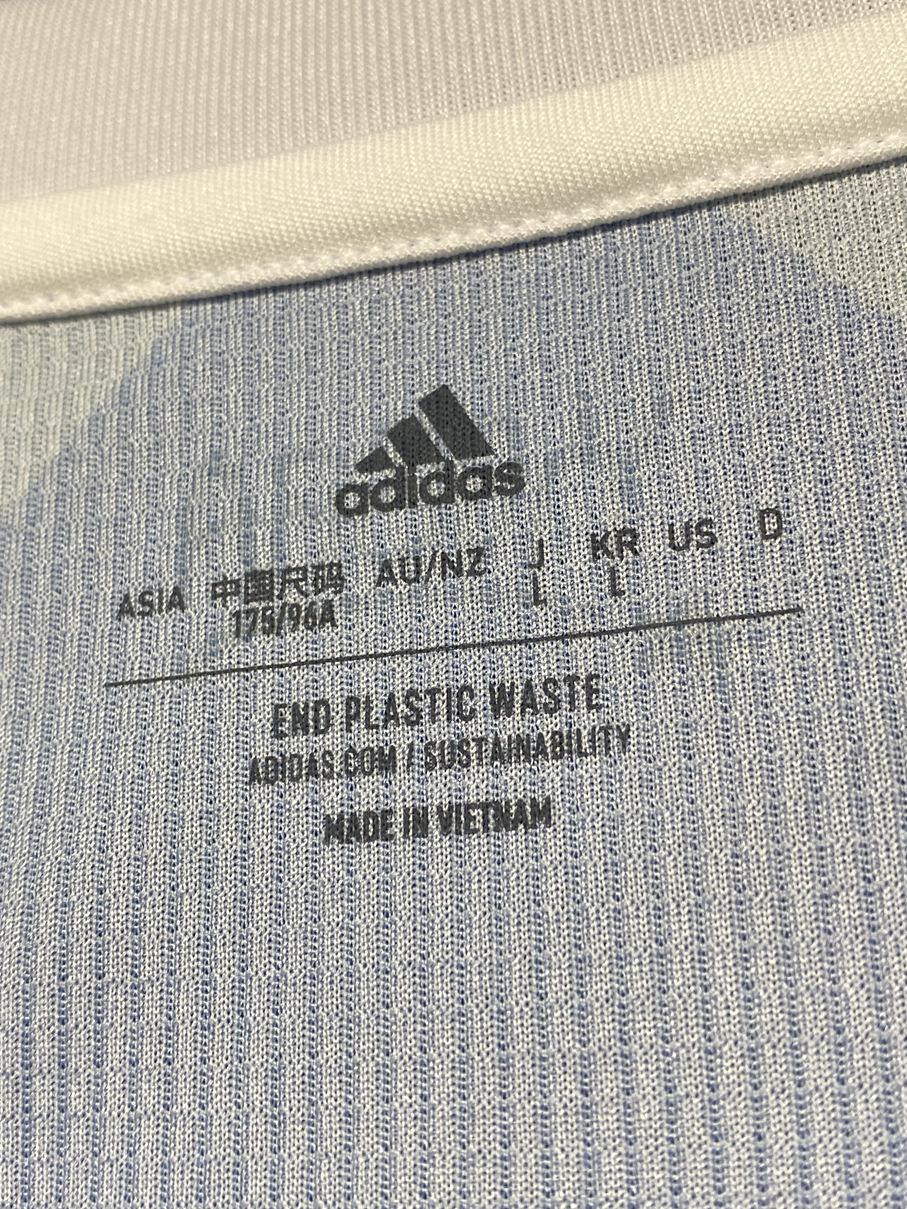 adidas
ASIA 中国尺码 AU/NZ J KR US D
175/96A L L
END PLASTIC WASTE
ADIDAS.COM / SUSTAINABILITY
MADE IN VIETNAM